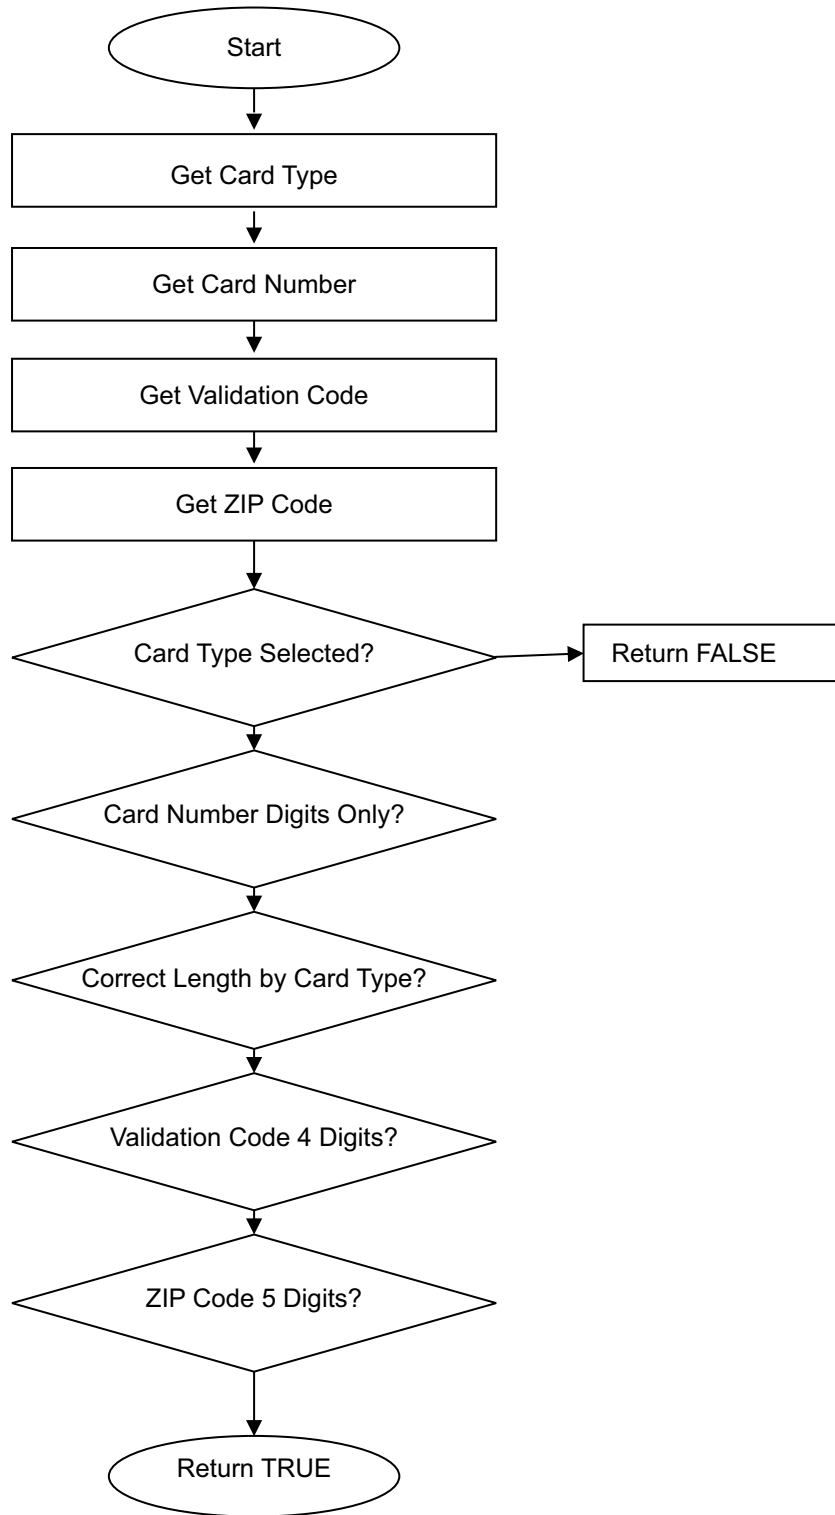 Start
Get Card Type
Get Card Number
Get Validation Code
Get ZIP Code
Card Type Selected?
Return FALSE
Card Number Digits Only?
Correct Length by Card Type?
Validation Code 4 Digits?
ZIP Code 5 Digits?
Return TRUE